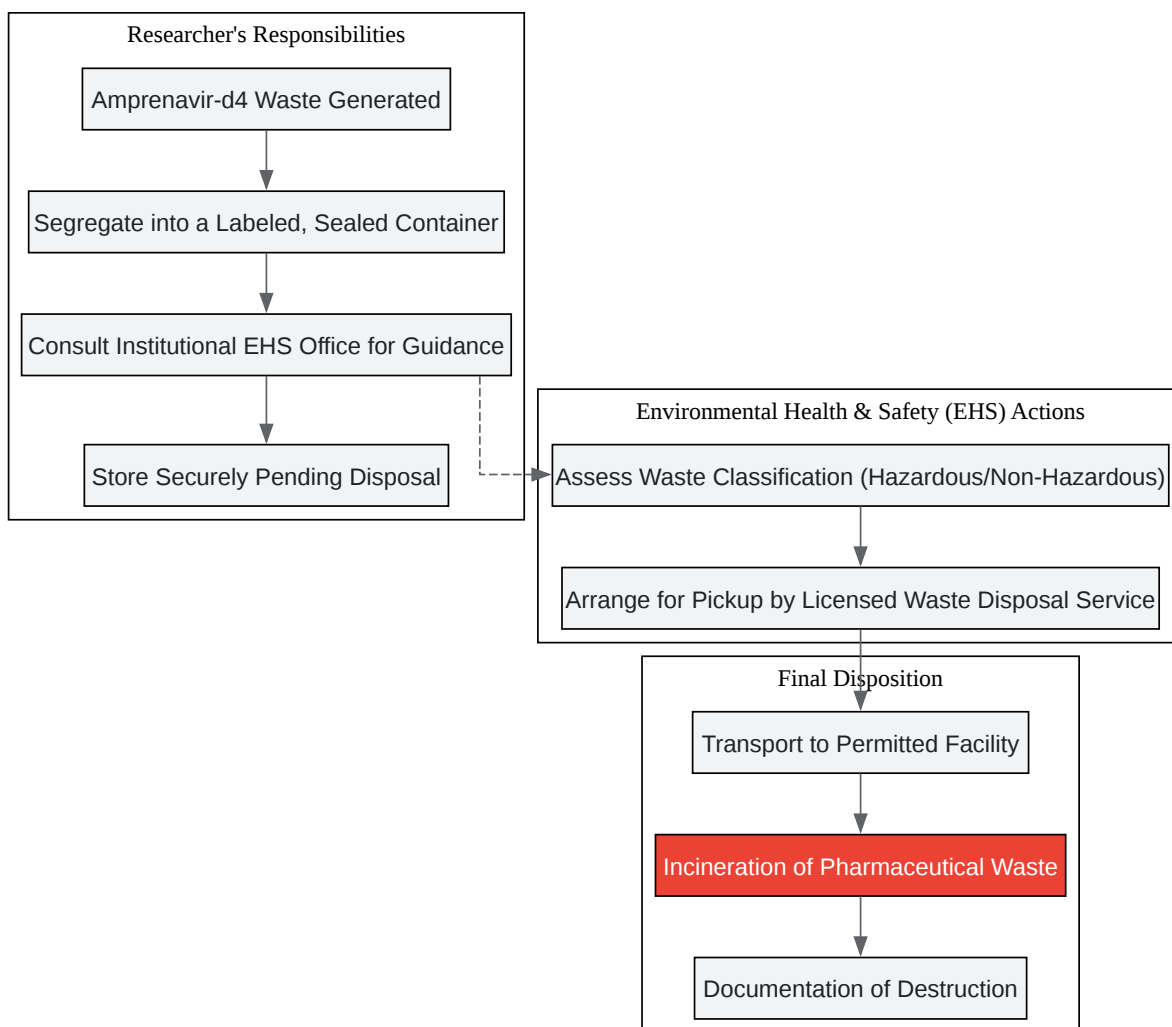 Researcher's Responsibilities
Amprenavir-d4 Waste Generated
Segregate into a Labeled, Sealed Container
Consult Institutional EHS Office for Guidance
Store Securely Pending Disposal
Environmental Health & Safety (EHS) Actions
Assess Waste Classification (Hazardous/Non-Hazardous)
Arrange for Pickup by Licensed Waste Disposal Service
Final Disposition
Transport to Permitted Facility
Incineration of Pharmaceutical Waste
Documentation of Destruction